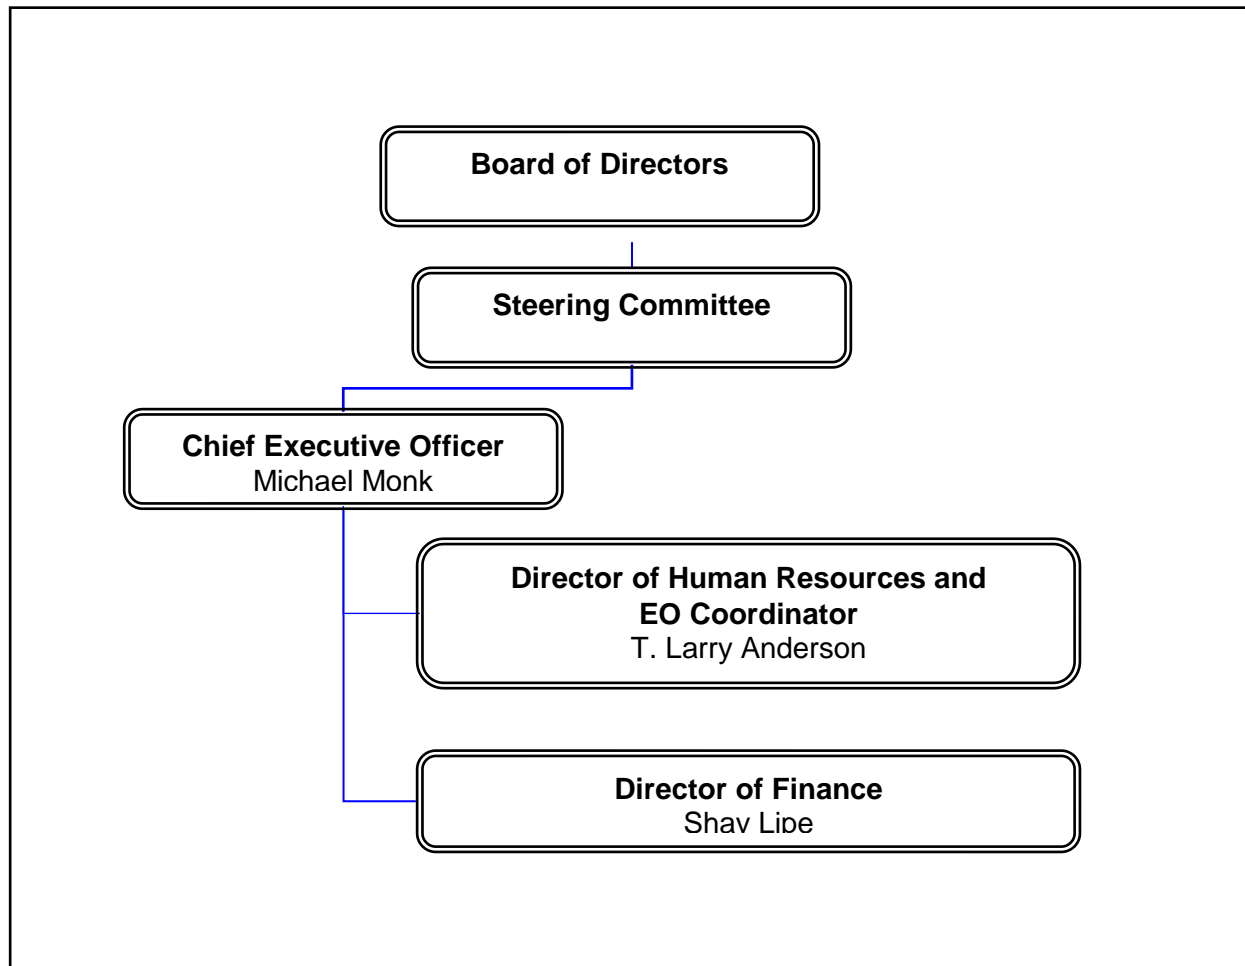 Board of Directors
Steering Committee
Chief Executive Officer
Michael Monk
Director of Human Resources and
EO Coordinator
T. Larry Anderson
Director of Finance
Shay Lipe